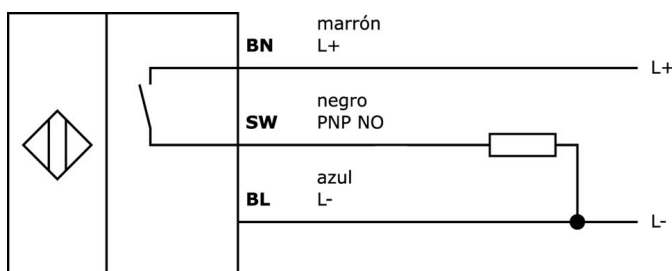 marrón
BN L+
L+
negro
SW PNP NO
azul
BL L-
L-